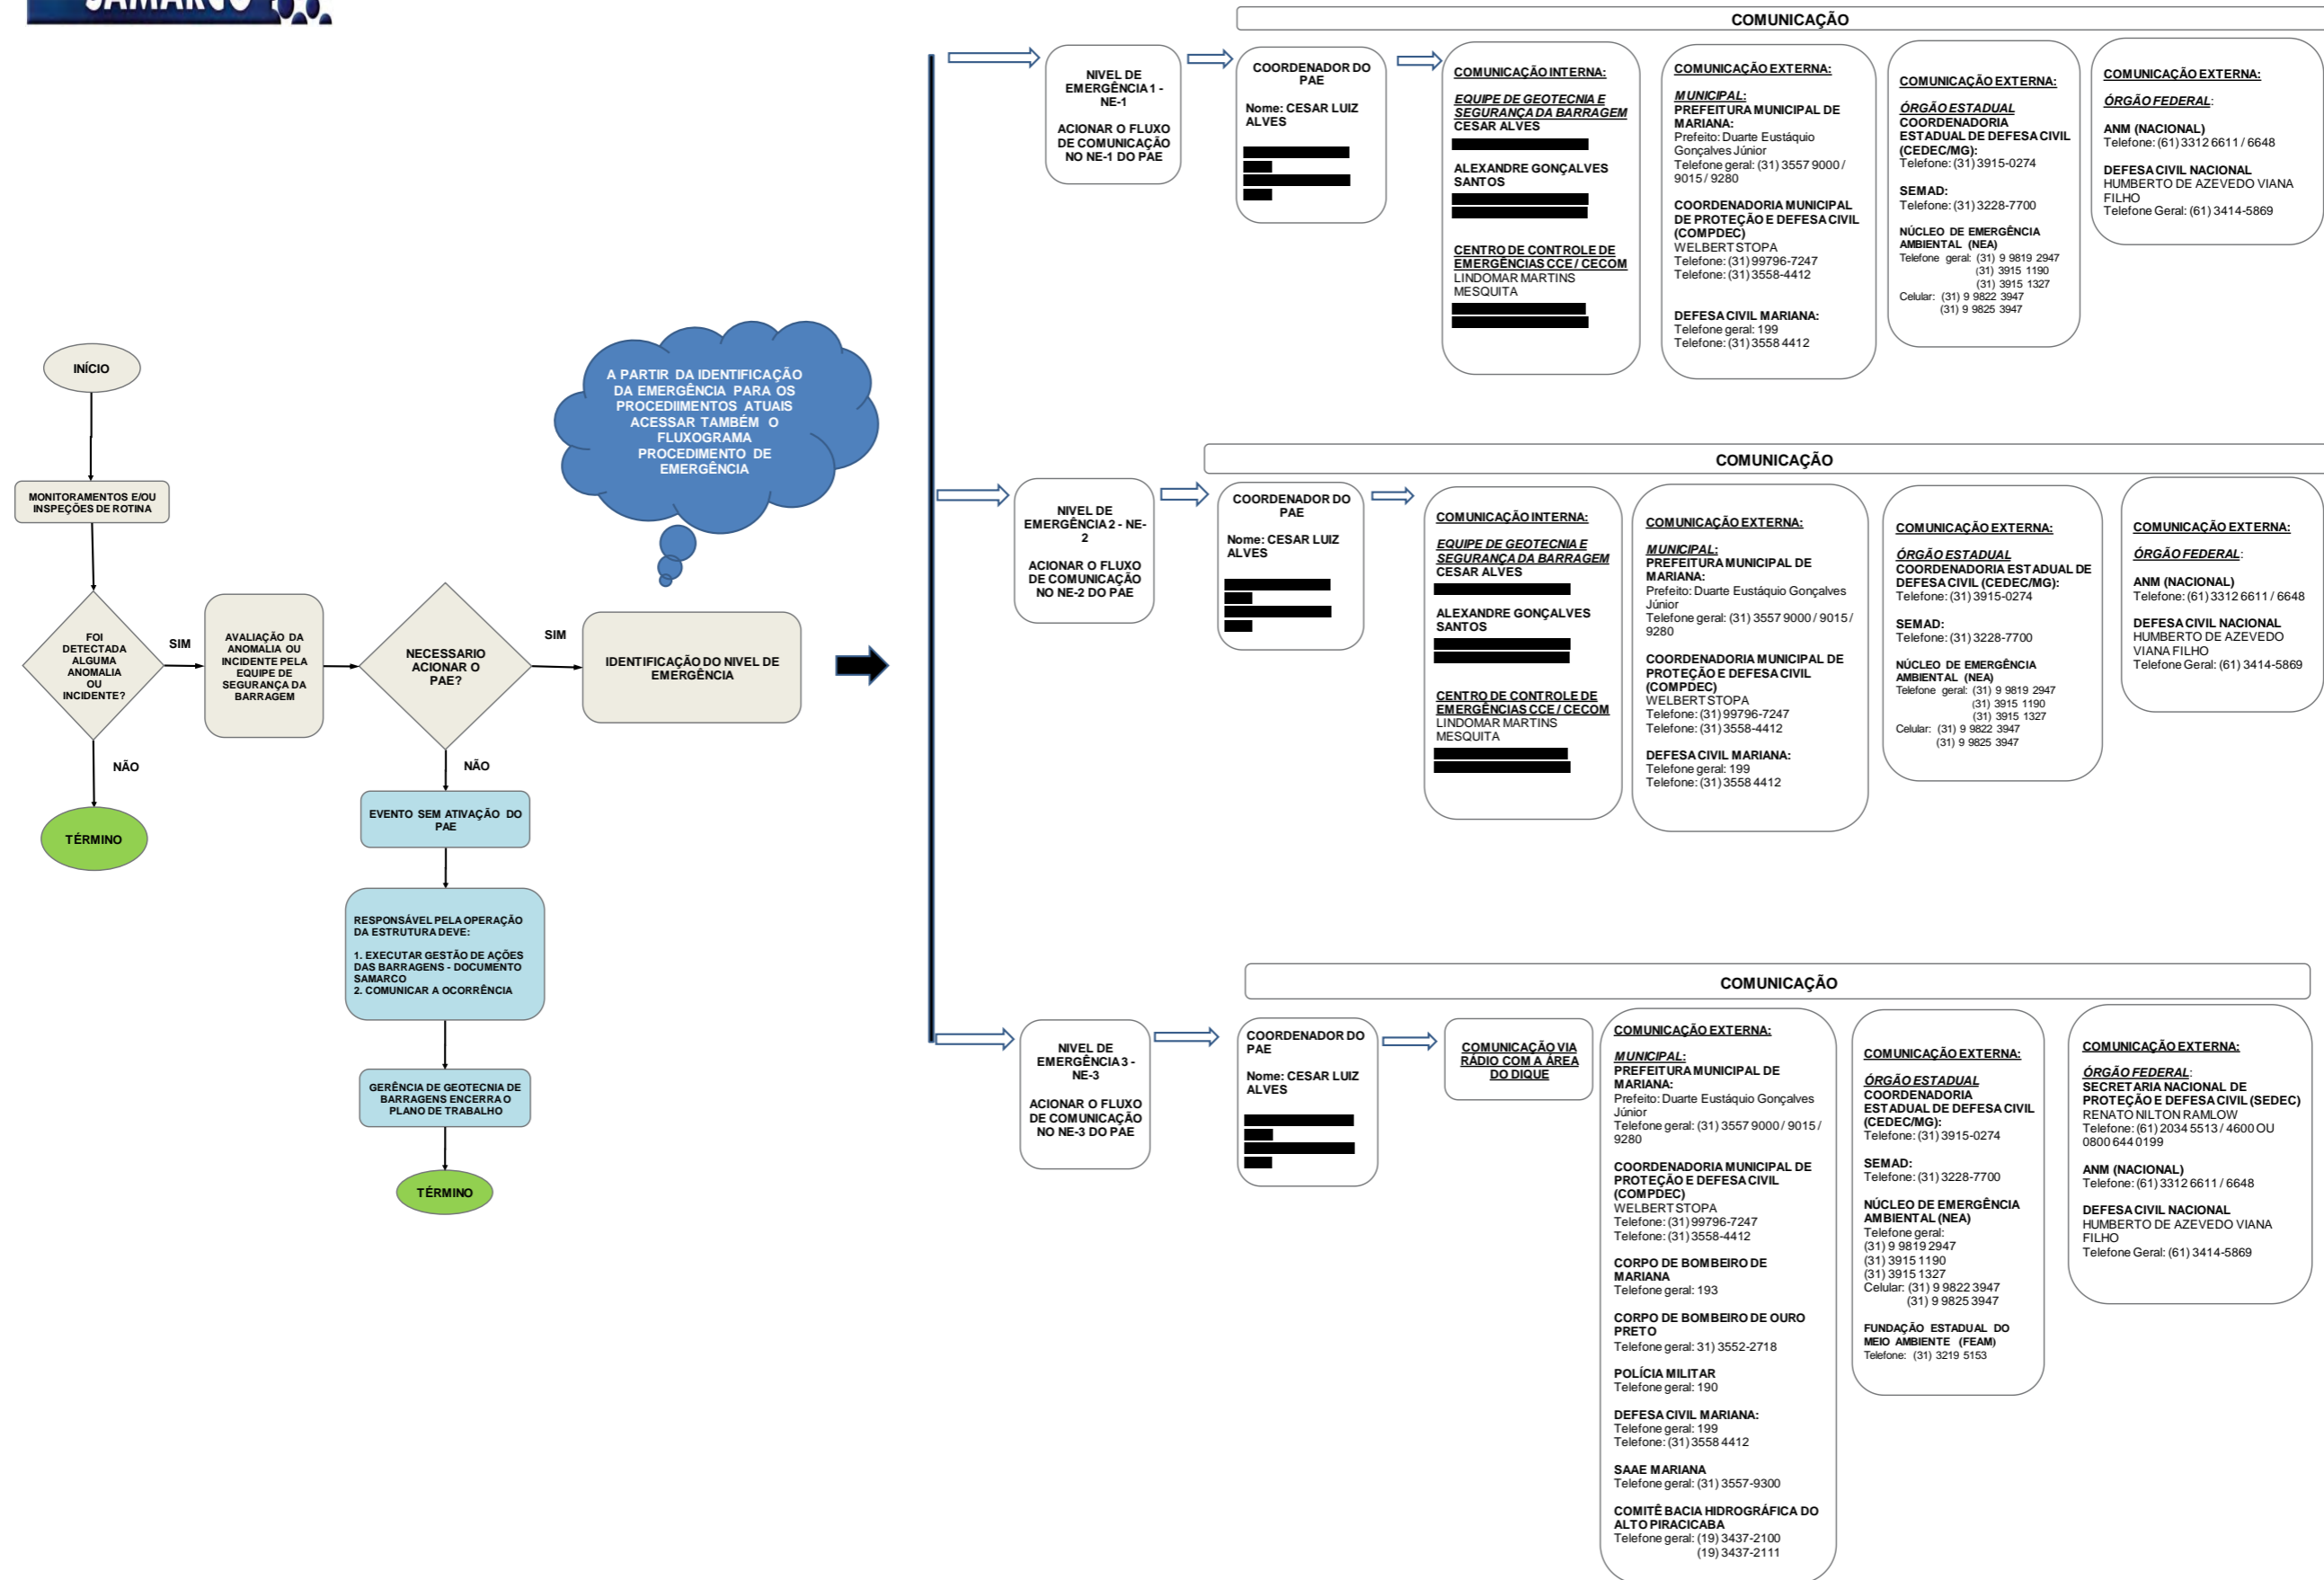 SAMARCO
INÍCIO
MONITORAMENTOS E/OU
INSPEÇÕES DE ROTINA
FOI
DETECTADA
ALGUMA
ANOMALIA
OU
INCIDENTE?
SIM
NÃO
TÉRMINO
AVALIAÇÃO DA
ANOMALIA OU
INCIDENTE PELA
EQUIPE DE
SEGURANÇA DA
BARRAGEM
NECESSARIO
ACIONAR O
PAE?
SIM
NÃO
IDENTIFICAÇÃO DO NIVEL DE
EMERGÊNCIA
A PARTIR DA IDENTIFICAÇÃO
DA EMERGÊNCIA PARA OS
PROCEDIIMENTOS ATUAIS
ACESSAR TAMBÉM O
FLUXOGRAMA
PROCEDIMENTO DE
EMERGÊNCIA
EVENTO SEM ATIVAÇÃO DO
PAE
RESPONSÁVEL PELA OPERAÇÃO
DA ESTRUTURA DEVE:
1. EXECUTAR GESTÃO DE AÇÕES
DAS BARRAGENS - DOCUMENTO
SAMARCO
2. COMUNICAR A OCORRÊNCIA
GERÊNCIA DE GEOTECNIA DE
BARRAGENS ENCERRA O
PLANO DE TRABALHO
TÉRMINO
COMUNICAÇÃO
NIVEL DE
EMERGÊNCIA 1 -
NE-1
ACIONAR O FLUXO
DE COMUNICAÇÃO
NO NE-1 DO PAE
COORDENADOR DO
PAE
Nome: CESAR LUIZ
ALVES
COMUNICAÇÃO INTERNA:
EQUIPE DE GEOTECNIA E
SEGURANÇA DA BARRAGEM
CESAR ALVES
ALEXANDRE GONÇALVES
SANTOS
CENTRO DE CONTROLE DE
EMERGÊNCIAS CCE / CECOM
LINDOMAR MARTINS
MESQUITA
COMUNICAÇÃO EXTERNA:
MUNICIPAL:
PREFEITURA MUNICIPAL DE
MARIANA:
Prefeito: Duarte Eustáquio
Gonçalves Júnior
Telefone geral: (31) 3557 9000 /
9015 / 9280
COORDENADORIA MUNICIPAL
DE PROTEÇÃO E DEFESA CIVIL
(COMPDEC)
WELBERT STOPA
Telefone: (31) 99796-7247
Telefone: (31) 3558-4412
DEFESA CIVIL MARIANA:
Telefone geral: 199
Telefone: (31) 3558 4412
COMUNICAÇÃO EXTERNA:
ÓRGÃO ESTADUAL
COORDENADORIA
ESTADUAL DE DEFESA CIVIL
(CEDEC/MG):
Telefone: (31) 3915-0274
SEMAD:
Telefone: (31) 3228-7700
NÚCLEO DE EMERGÊNCIA
AMBIENTAL (NEA)
Telefone geral: (31) 9 9819 2947
(31) 3915 1190
(31) 3915 1327
Celular: (31) 9 9822 3947
(31) 9 9825 3947
COMUNICAÇÃO EXTERNA:
ÓRGÃO FEDERAL:
ANM (NACIONAL)
Telefone: (61) 3312 6611 / 6648
DEFESA CIVIL NACIONAL
HUMBERTO DE AZEVEDO VIANA
FILHO
Telefone Geral: (61) 3414-5869
COMUNICAÇÃO
NIVEL DE
EMERGÊNCIA 2 - NE-
2
ACIONAR O FLUXO
DE COMUNICAÇÃO
NO NE-2 DO PAE
COORDENADOR DO
PAE
Nome: CESAR LUIZ
ALVES
COMUNICAÇÃO INTERNA:
EQUIPE DE GEOTECNIA E
SEGURANÇA DA BARRAGEM
CESAR ALVES
ALEXANDRE GONÇALVES
SANTOS
CENTRO DE CONTROLE DE
EMERGÊNCIAS CCE / CECOM
LINDOMAR MARTINS
MESQUITA
COMUNICAÇÃO EXTERNA:
MUNICIPAL:
PREFEITURA MUNICIPAL DE
MARIANA:
Prefeito: Duarte Eustáquio Gonçalves
Júnior
Telefone geral: (31) 3557 9000 / 9015 /
9280
COORDENADORIA MUNICIPAL DE
PROTEÇÃO E DEFESA CIVIL
(COMPDEC)
WELBERT STOPA
Telefone: (31) 99796-7247
Telefone: (31) 3558-4412
DEFESA CIVIL MARIANA:
Telefone geral: 199
Telefone: (31) 3558 4412
COMUNICAÇÃO EXTERNA:
ÓRGÃO ESTADUAL
COORDENADORIA ESTADUAL DE
DEFESA CIVIL (CEDEC/MG):
Telefone: (31) 3915-0274
SEMAD:
Telefone: (31) 3228-7700
NÚCLEO DE EMERGÊNCIA
AMBIENTAL (NEA)
Telefone geral: (31) 9 9819 2947
(31) 3915 1190
(31) 3915 1327
Celular: (31) 9 9822 3947
(31) 9 9825 3947
COMUNICAÇÃO EXTERNA:
ÓRGÃO FEDERAL:
ANM (NACIONAL)
Telefone: (61) 3312 6611 / 6648
DEFESA CIVIL NACIONAL
HUMBERTO DE AZEVEDO
VIANA FILHO
Telefone Geral: (61) 3414-5869
COMUNICAÇÃO
NIVEL DE
EMERGÊNCIA 3 -
NE-3
ACIONAR O FLUXO
DE COMUNICAÇÃO
NO NE-3 DO PAE
COORDENADOR DO
PAE
Nome: CESAR LUIZ
ALVES
COMUNICAÇÃO VIA
RÁDIO COM A ÁREA
DO DIQUE
COMUNICAÇÃO EXTERNA:
MUNICIPAL:
PREFEITURA MUNICIPAL DE
MARIANA:
Prefeito: Duarte Eustáquio Gonçalves
Júnior
Telefone geral: (31) 3557 9000 / 9015 /
9280
COORDENADORIA MUNICIPAL DE
PROTEÇÃO E DEFESA CIVIL
(COMPDEC)
WELBERT STOPA
Telefone: (31) 99796-7247
Telefone: (31) 3558-4412
CORPO DE BOMBEIRO DE
MARIANA
Telefone geral: 193
CORPO DE BOMBEIRO DE OURO
PRETO
Telefone geral: 31) 3552-2718
POLÍCIA MILITAR
Telefone geral: 190
DEFESA CIVIL MARIANA:
Telefone geral: 199
Telefone: (31) 3558 4412
SAAE MARIANA
Telefone geral: (31) 3557-9300
COMITÊ BACIA HIDROGRÁFICA DO
ALTO PIRACICABA
Telefone geral: (19) 3437-2100
(19) 3437-2111
COMUNICAÇÃO EXTERNA:
ÓRGÃO ESTADUAL
COORDENADORIA
ESTADUAL DE DEFESA CIVIL
(CEDEC/MG):
Telefone: (31) 3915-0274
SEMAD:
Telefone: (31) 3228-7700
NÚCLEO DE EMERGÊNCIA
AMBIENTAL (NEA)
Telefone geral:
(31) 9 9819 2947
(31) 3915 1190
(31) 3915 1327
Celular: (31) 9 9822 3947
(31) 9 9825 3947
FUNDAÇÃO ESTADUAL DO
MEIO AMBIENTE (FEAM)
Telefone: (31) 3219 5153
COMUNICAÇÃO EXTERNA:
ÓRGÃO FEDERAL:
SECRETARIA NACIONAL DE
PROTEÇÃO E DEFESA CIVIL (SEDEC)
RENATO NILTON RAMLOW
Telefone: (61) 2034 5513 / 4600 OU
0800 644 0199
ANM (NACIONAL)
Telefone: (61) 3312 6611 / 6648
DEFESA CIVIL NACIONAL
HUMBERTO DE AZEVEDO VIANA
FILHO
Telefone Geral: (61) 3414-5869